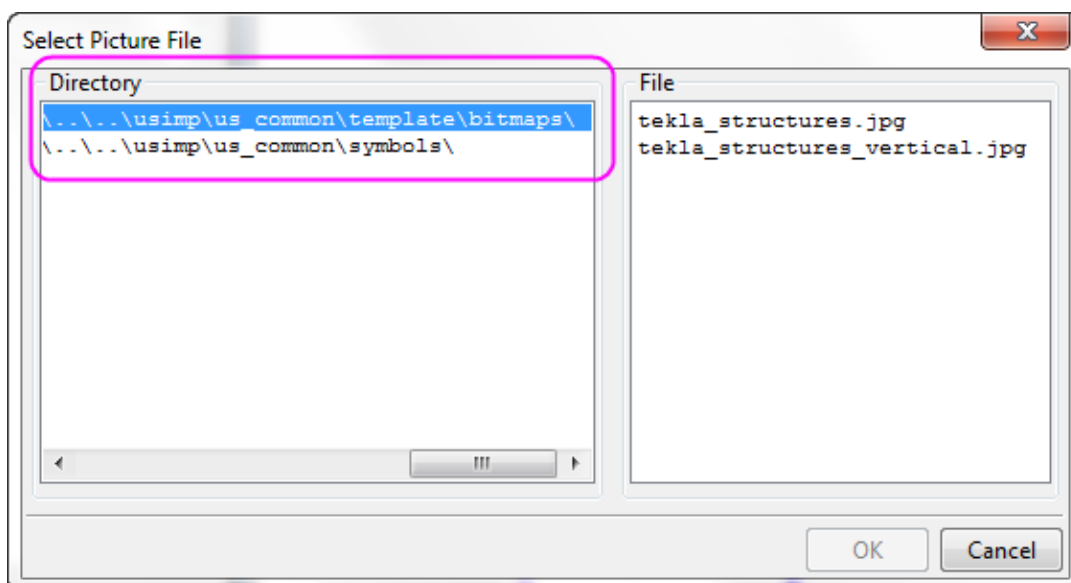 Select Picture File
Directory
\..\..\usimp\us_common\template\bitmaps\
\..\..\usimp\us_common\symbols\
File
tekla_structures.jpg
tekla_structures_vertical.jpg
OK
Cancel